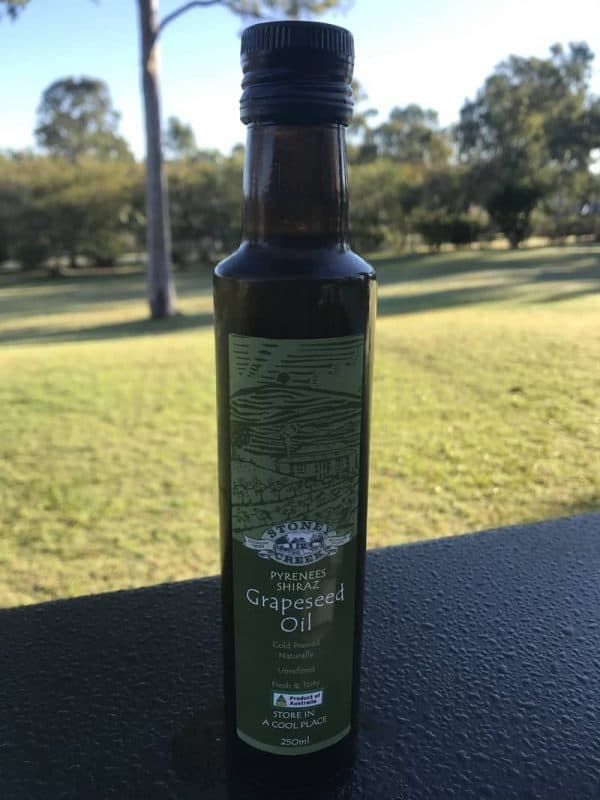 STONEY
CREEK
PYRENEES
SHIRAZ
Grapeseed
Oil
Cold Pressed
Naturally
Unrefined
Fresh & Tasty
Product of
Australia
STORE IN
A COOL PLACE
250ml